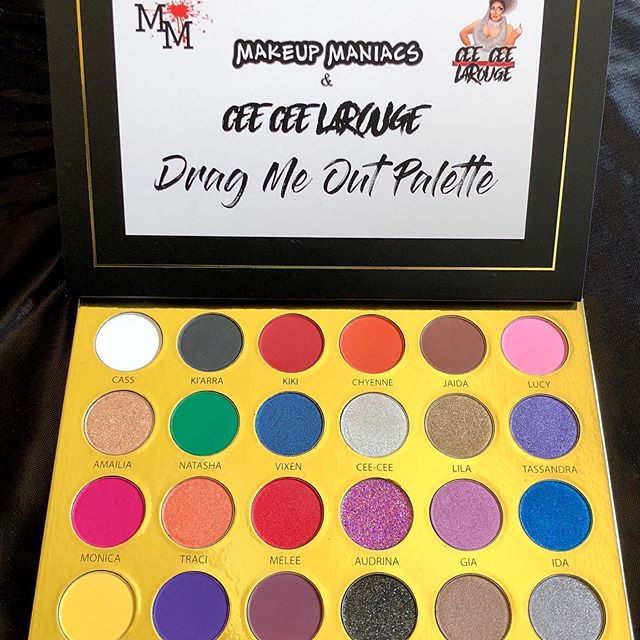 MM
CEE CEE
LAROUGE
MAKEUP MANIACS
&
CEE CEE LAROUGE
Drag Me Out Palette
CASS KI'ARRA KIKI CHYENNE JAIDA LUCY
AMAILIA NATASHA VIXEN CEE-CEE LILA TASSANDRA
MONICA TRACI MELEE AUDRINA GIA IDA